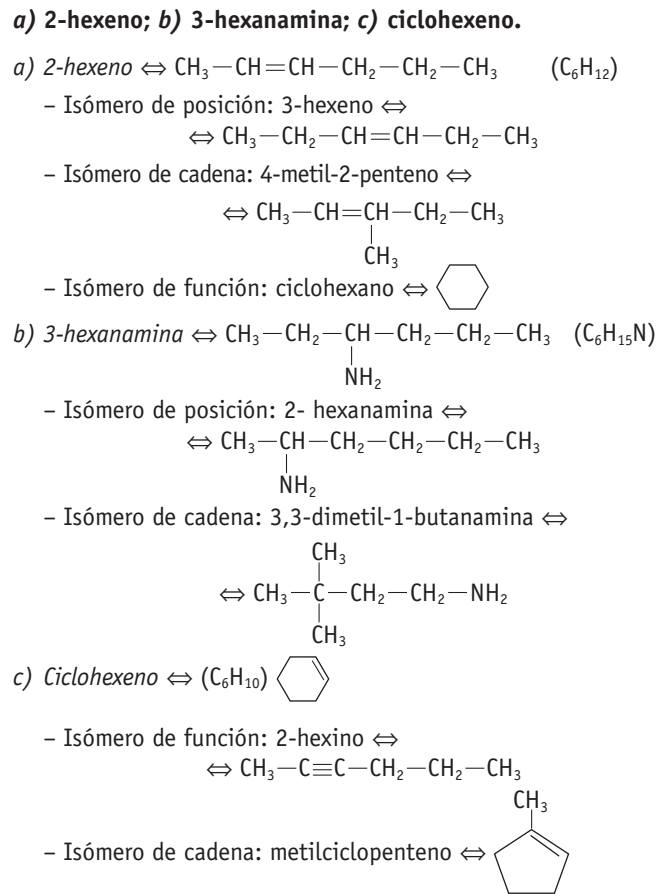 a) 2-hexeno; b) 3-hexanamina; c) ciclohexeno.
a) 2-hexeno ⇔ CH₃—CH=CH—CH₂—CH₂—CH₃ (C₆H₁₂)
– Isómero de posición: 3-hexeno ⇔
⇔ CH₃—CH₂—CH=CH—CH₂—CH₃
– Isómero de cadena: 4-metil-2-penteno ⇔
⇔ CH₃—CH=CH—CH₂—CH₃
CH₃
– Isómero de función: ciclohexano ⇔
b) 3-hexanamina ⇔ CH₃—CH₂—CH—CH₂—CH₂—CH₃ (C₆H₁₅N)
NH₂
– Isómero de posición: 2- hexanamina ⇔
⇔ CH₃—CH—CH₂—CH₂—CH₂—CH₃
NH₂
– Isómero de cadena: 3,3-dimetil-1-butanamina ⇔
CH₃
⇔ CH₃—C—CH₂—CH₂—NH₂
CH₃
c) Ciclohexeno ⇔ (C₆H₁₀)
– Isómero de función: 2-hexino ⇔
⇔ CH₃—C≡C—CH₂—CH₂—CH₃
CH₃
– Isómero de cadena: metilciclopenteno ⇔